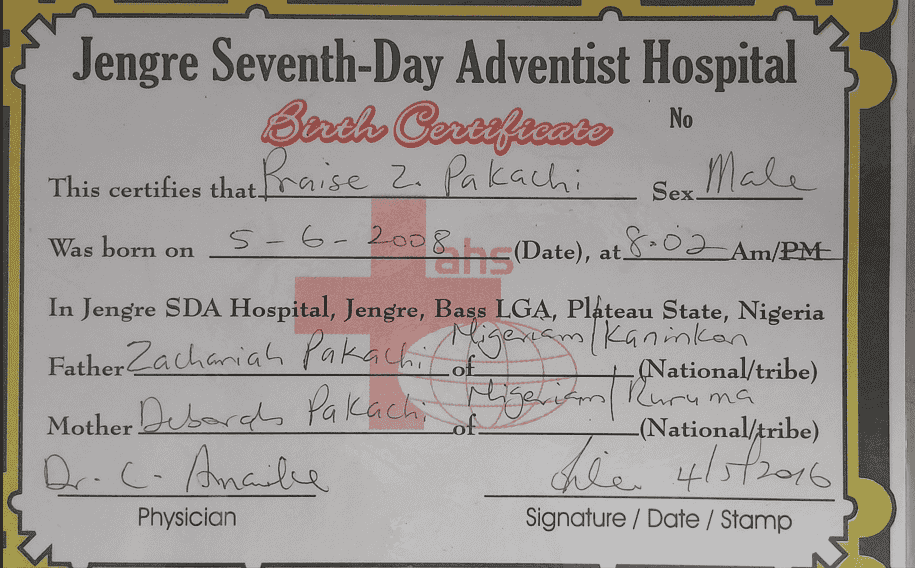 Jengre Seventh-Day Adventist Hospital
Birth Certificate No
This certifies that Praise Z. Pakachi Sex Male
Was born on 5-6-2008 (Date), at 8.02 Am/PM
ahs
In Jengre SDA Hospital, Jengre, Bass LGA, Plateau State, Nigeria
Father Zachariah Pakachi of Nigerian/Kaninkon (National/tribe)
Mother Deborah Pakachi of Nigerian/Ruruma (National/tribe)
Dr. C. 4/5/2016
Physician Signature / Date / Stamp